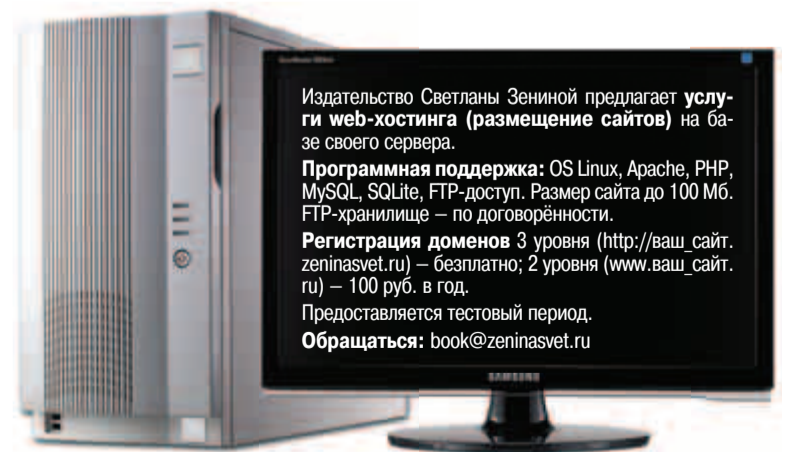 Издательство Светланы Зениной предлагает услу-
ги web-хостинга (размещение сайтов) на ба-
зе своего сервера.
Программная поддержка: OS Linux, Apache, PHP,
MySQL, SQLite, FTP-доступ. Размер сайта до 100 Мб.
FTP-хранилище – по договорённости.
Регистрация доменов 3 уровня (http://ваш_сайт.
zeninasvet.ru) – бесплатно; 2 уровня (www.ваш_сайт.
ru) – 100 руб. в год.
Предоставляется тестовый период.
Обращаться: book@zeninasvet.ru
SAMSUNG